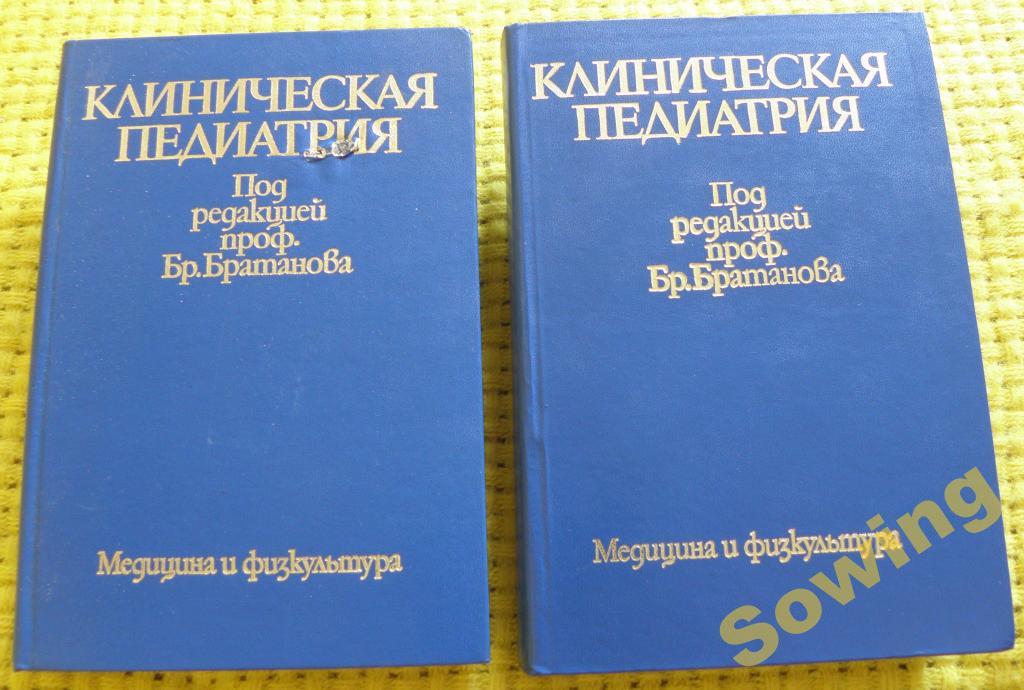 КЛИНИЧЕСКАЯ
ПЕДИАТРИЯ
Под
редакцией
проф.
Бр.Братанова
Медицина и физкультура
КЛИНИЧЕСКАЯ
ПЕДИАТРИЯ
Под
редакцией
проф.
Бр.Братанова
Медицина и физкультура
Sowing